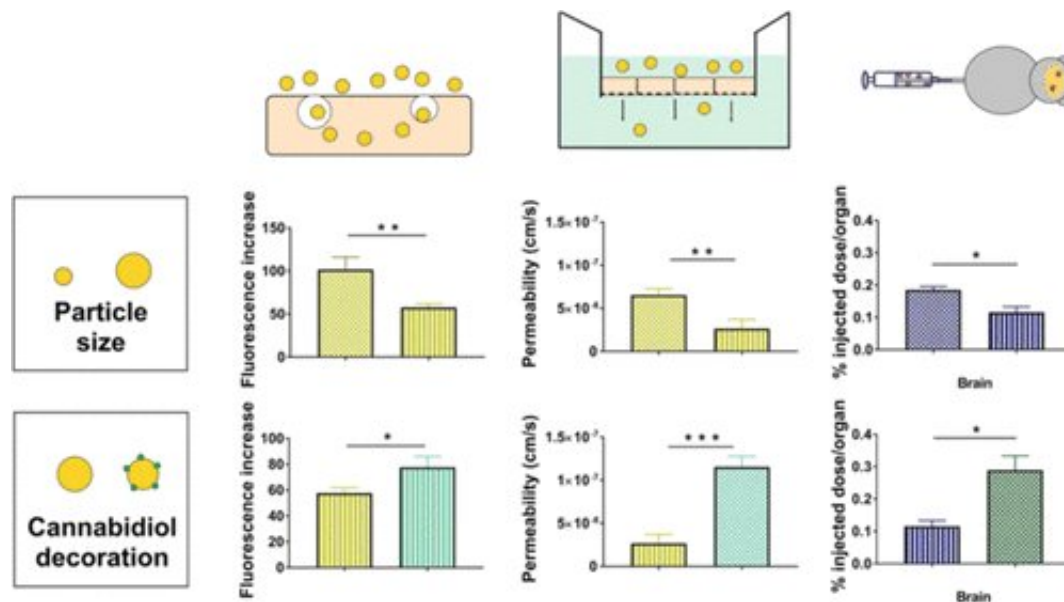 Particle
size
Fluorescence increase
150
100
50
0
* *
Permeability (cm/s)
1.5×10⁻⁷
1×10⁻⁷
5×10⁻⁸
0
* *
% injected dose/organ
0.4
0.3
0.2
0.1
0.0
*
Brain
Cannabidiol
decoration
Fluorescence increase
100
80
60
40
20
0
*
Permeability (cm/s)
1.5×10⁻⁷
1×10⁻⁷
5×10⁻⁸
0
* * *
% injected dose/organ
0.4
0.3
0.2
0.1
0.0
*
Brain